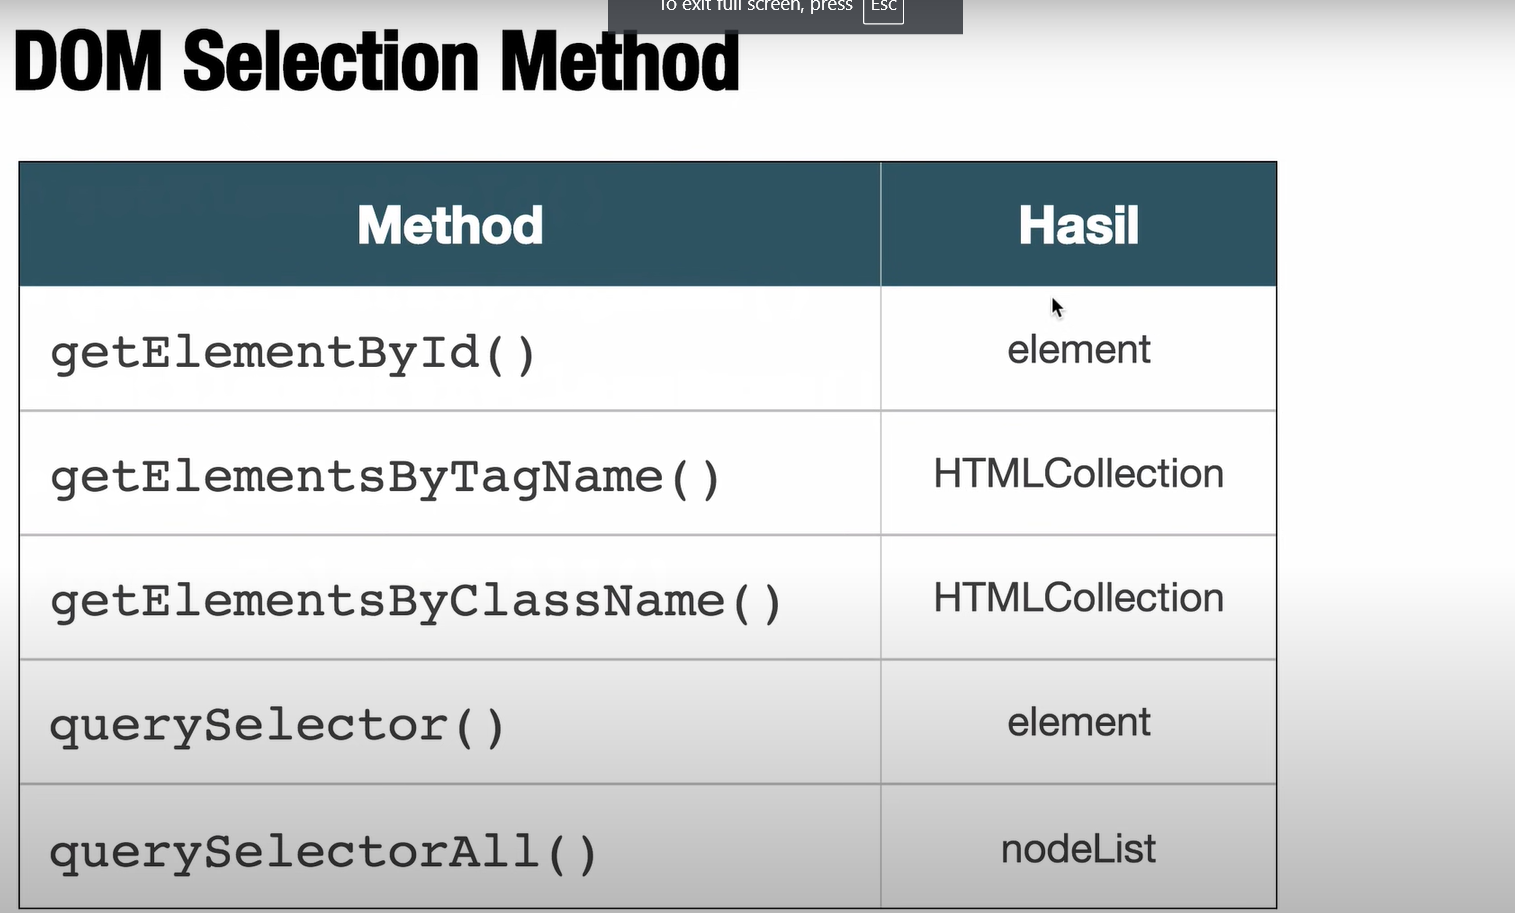 To exit full screen, press Esc
DOM Selection Method
Method Hasil
getElementById() element
getElementsByTagName() HTMLCollection
getElementsByClassName() HTMLCollection
querySelector() element
querySelectorAll() nodeList